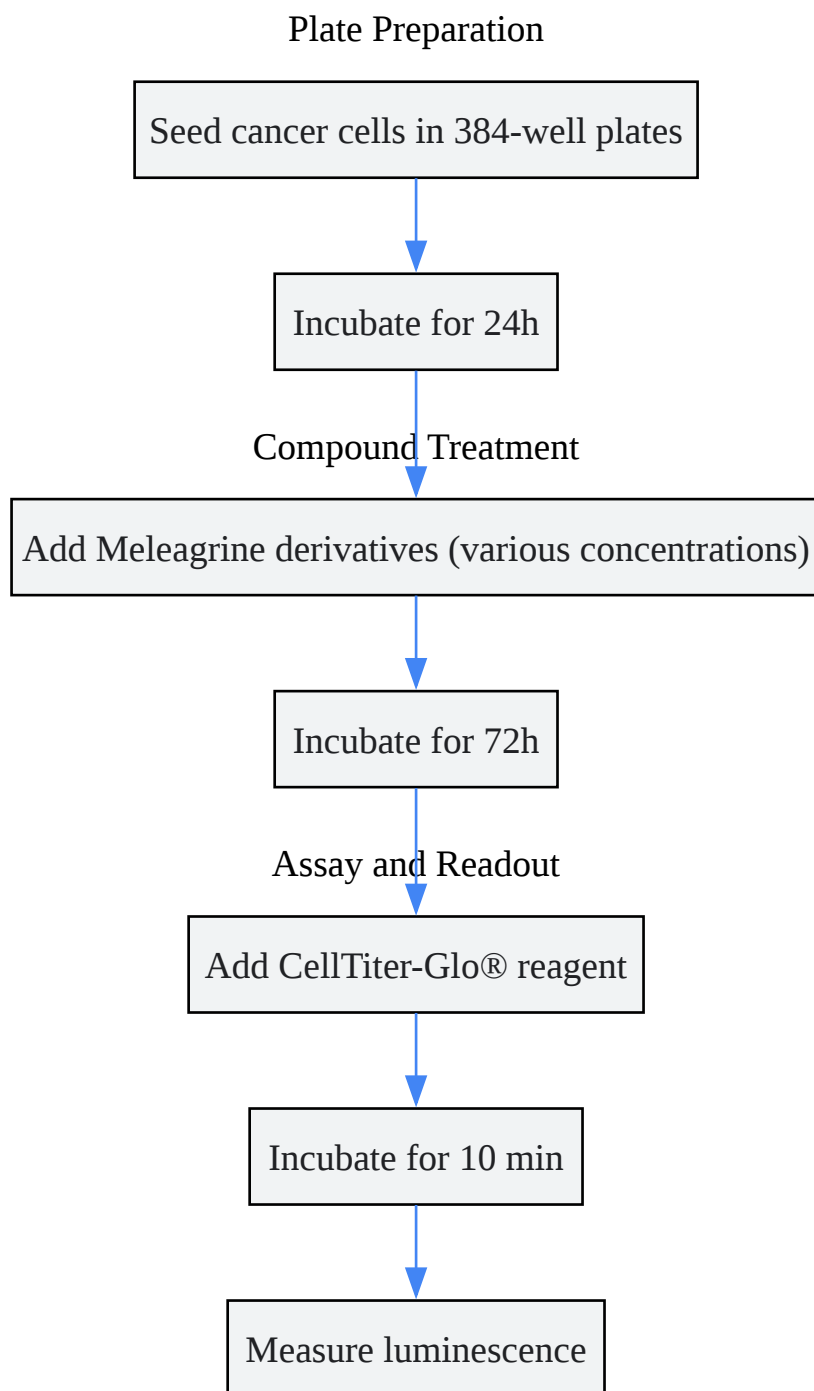 Plate Preparation
Seed cancer cells in 384-well plates
Incubate for 24h
Compound Treatment
Add Meleagrine derivatives (various concentrations)
Incubate for 72h
Assay and Readout
Add CellTiter-Glo® reagent
Incubate for 10 min
Measure luminescence